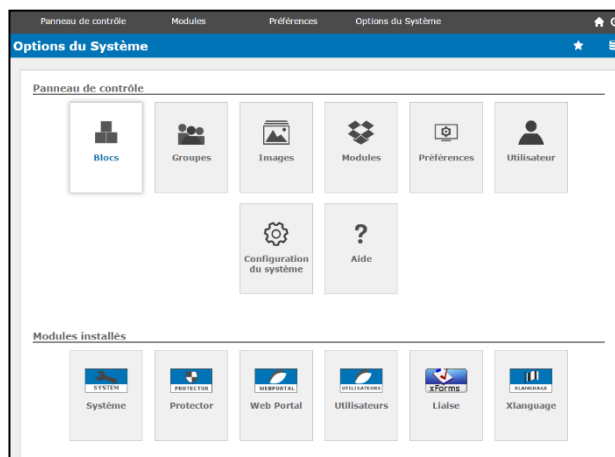 Panneau de contrôle Modules Préférences Options du Système
Options du Système
Panneau de contrôle
Blocs Groupes Images Modules Préférences Utilisateur
Configuration du système Aide
Modules installés
SYSTEM PROTECTOR WEBPORTAL UTILISATEURS xForms XLANGUAGE
Système Protector Web Portal Utilisateurs Liaise Xlanguage